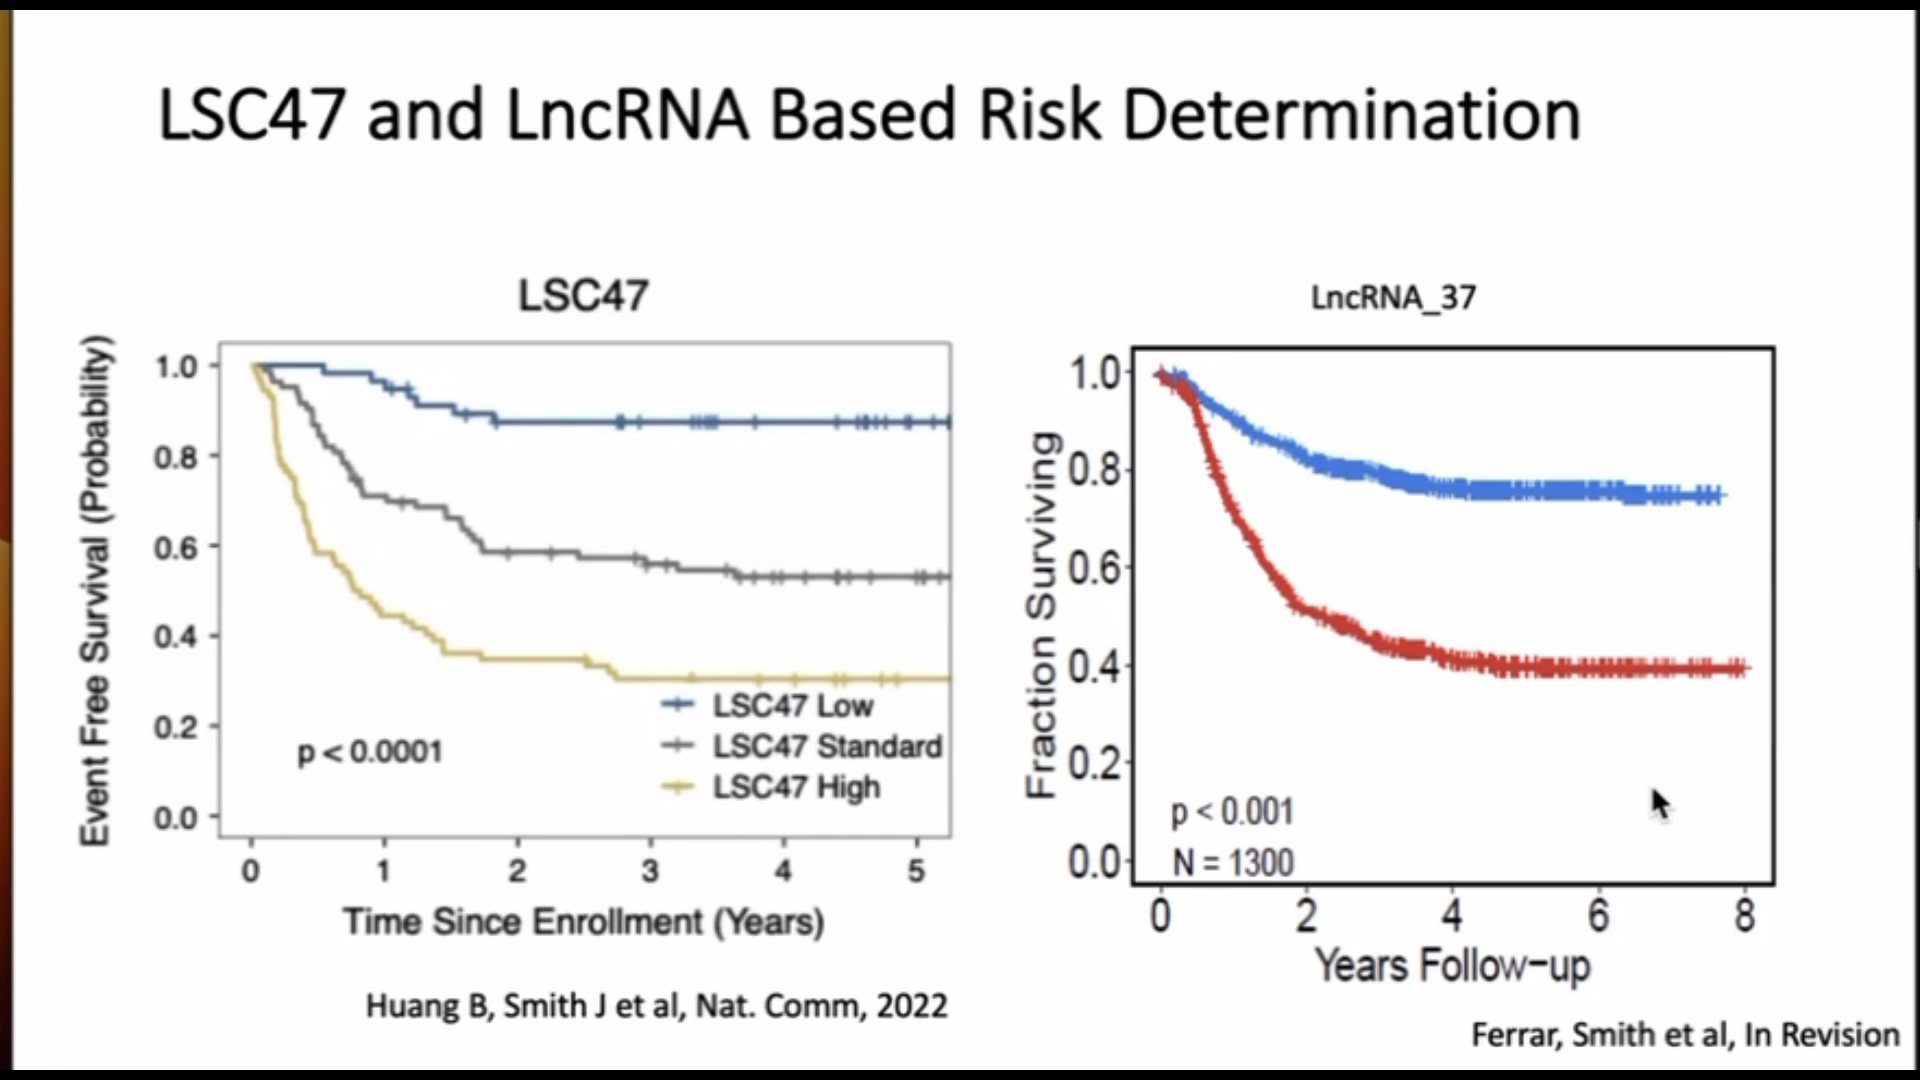 LSC47 and LncRNA Based Risk Determination
LSC47
Event Free Survival (Probability)
1.0
0.8
0.6
0.4
0.2
0.0
p < 0.0001
LSC47 Low
LSC47 Standard
LSC47 High
0 1 2 3 4 5
Time Since Enrollment (Years)
Huang B, Smith J et al, Nat. Comm, 2022
LncRNA_37
Fraction Surviving
1.0
0.8
0.6
0.4
0.2
0.0
p < 0.001
N = 1300
0 2 4 6 8
Years Follow-up
Ferrar, Smith et al, In Revision